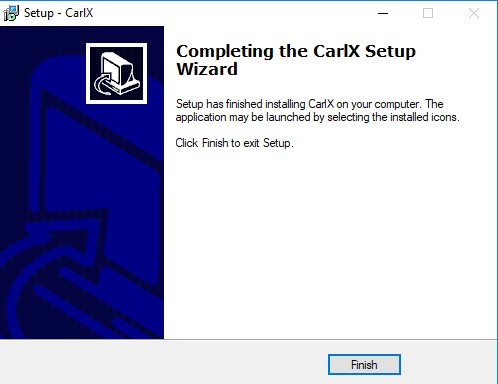 Setup - CarlX
Completing the CarlX Setup
Wizard
Setup has finished installing CarlX on your computer. The
application may be launched by selecting the installed icons.
Click Finish to exit Setup.
Finish